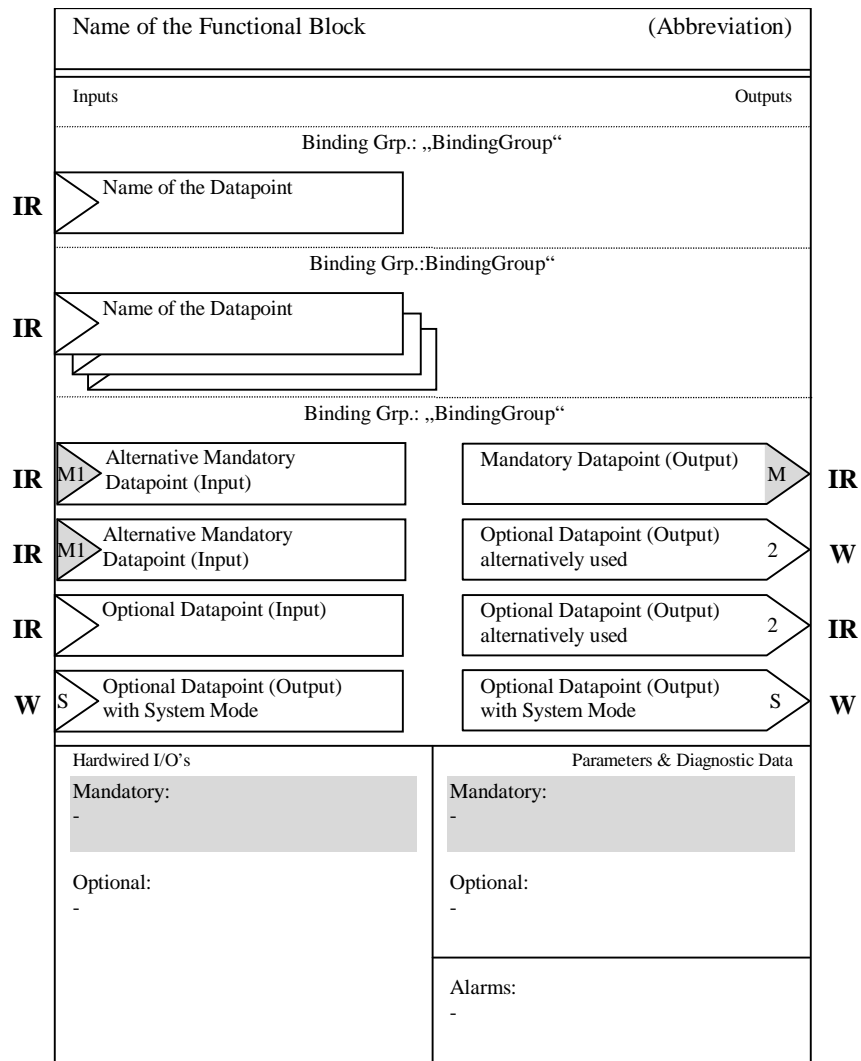 Name of the Functional Block (Abbreviation)
Inputs Outputs
Binding Grp.: „BindingGroup“
IR Name of the Datapoint
Binding Grp.:BindingGroup“
IR Name of the Datapoint
Binding Grp.: „BindingGroup“
IR M1 Alternative Mandatory
Datapoint (Input)
Mandatory Datapoint (Output) M IR
IR M1 Alternative Mandatory
Datapoint (Input)
Optional Datapoint (Output)
alternatively used 2 W
IR Optional Datapoint (Input)
Optional Datapoint (Output)
alternatively used 2 IR
W S Optional Datapoint (Output)
with System Mode
Optional Datapoint (Output)
with System Mode S W
Hardwired I/O’s
Mandatory:
-
Optional:
-
Parameters & Diagnostic Data
Mandatory:
-
Optional:
-
Alarms:
-